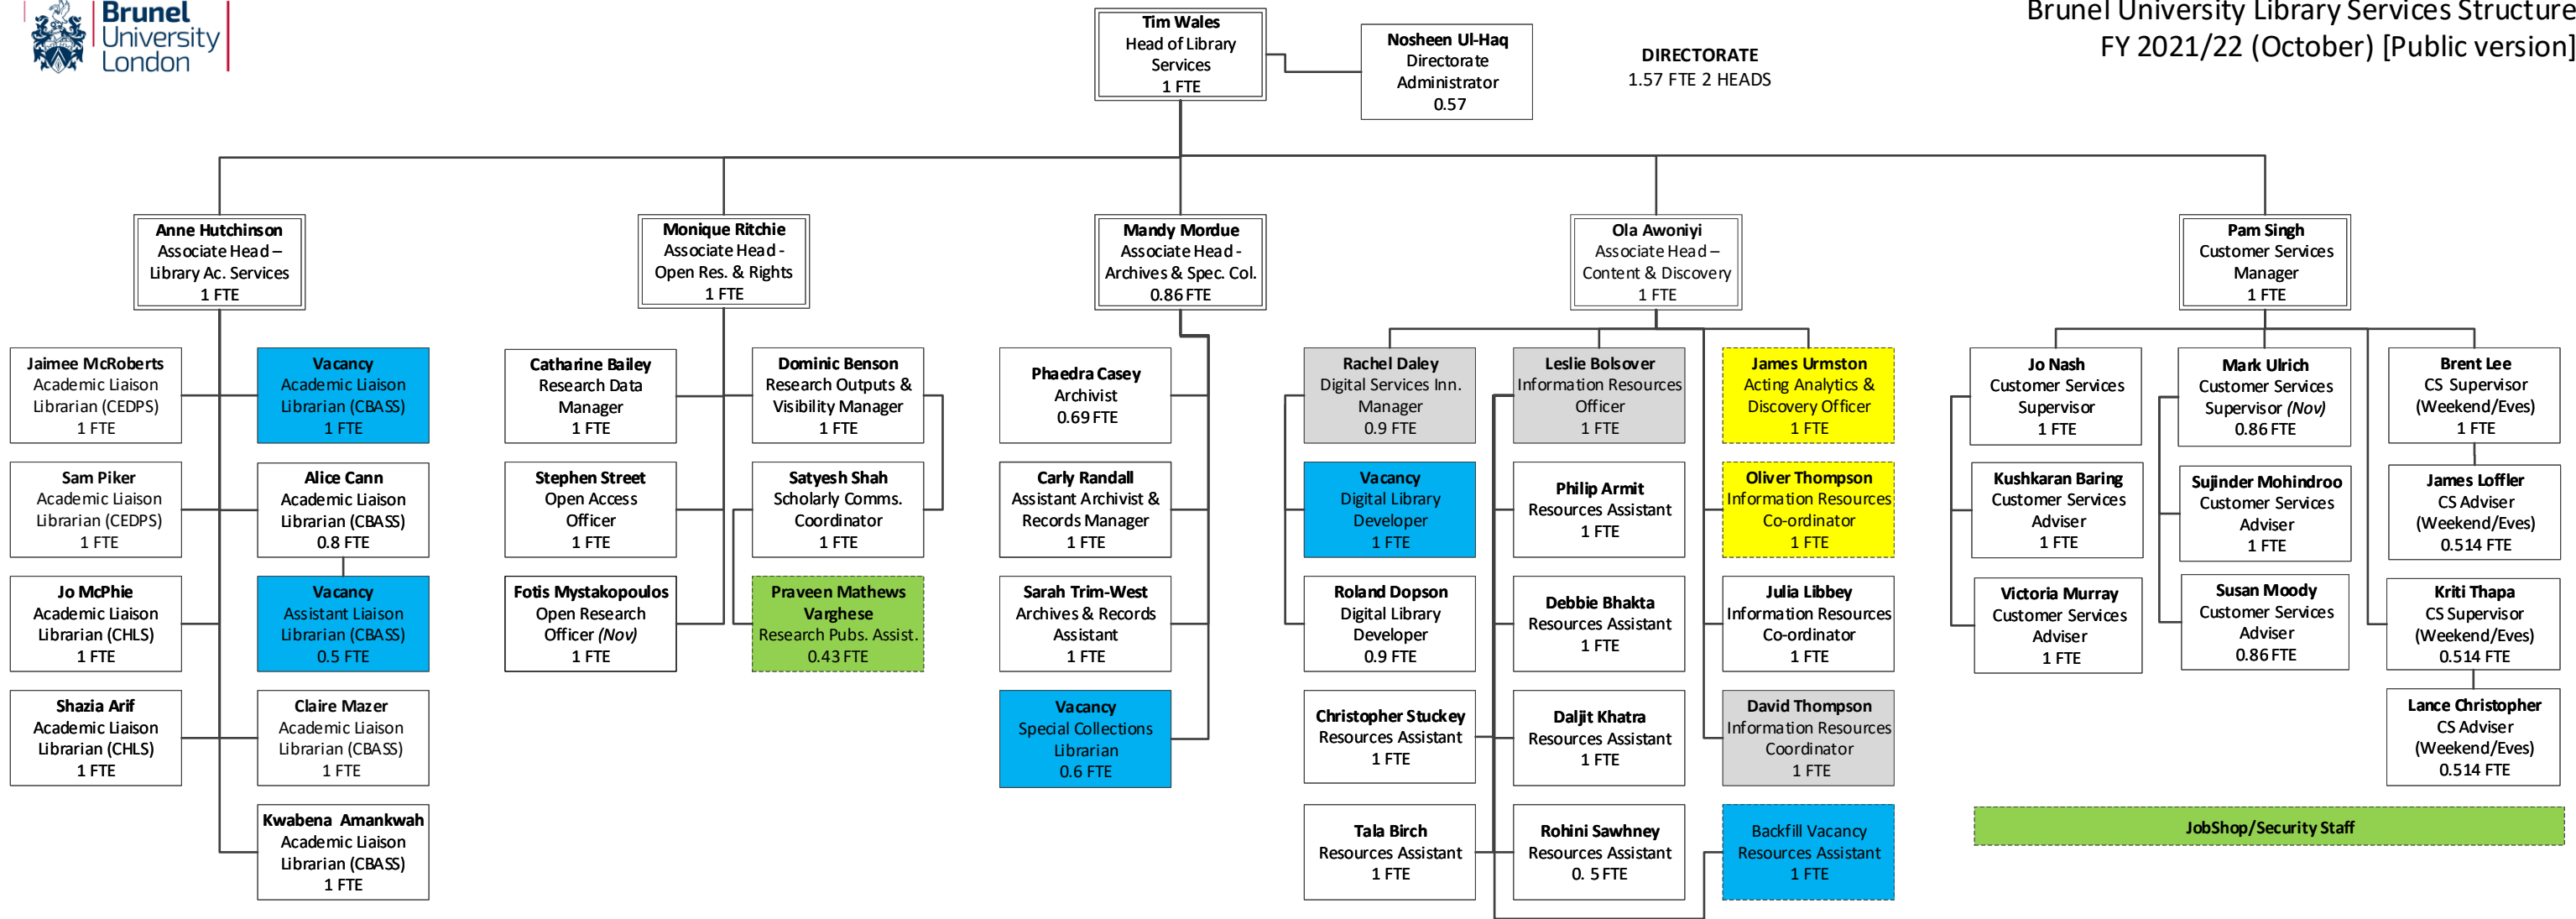 Brunel
University
London
Tim Wales
Head of Library
Services
1 FTE
Nosheen Ul-Haq
Directorate
Administrator
0.57
DIRECTORATE
1.57 FTE 2 HEADS
Brunel University Library Services Structure
FY 2021/22 (October) [Public version]
Anne Hutchinson
Associate Head –
Library Ac. Services
1 FTE
Monique Ritchie
Associate Head -
Open Res. & Rights
1 FTE
Mandy Mordue
Associate Head -
Archives & Spec. Col.
0.86 FTE
Ola Awoniyi
Associate Head –
Content & Discovery
1 FTE
Pam Singh
Customer Services
Manager
1 FTE
Jaimee McRoberts
Academic Liaison
Librarian (CEDPS)
1 FTE
Vacancy
Academic Liaison
Librarian (CBASS)
1 FTE
Sam Piker
Academic Liaison
Librarian (CEDPS)
1 FTE
Alice Cann
Academic Liaison
Librarian (CBASS)
0.8 FTE
Jo McPhie
Academic Liaison
Librarian (CHLS)
1 FTE
Vacancy
Assistant Liaison
Librarian (CBASS)
0.5 FTE
Shazia Arif
Academic Liaison
Librarian (CHLS)
1 FTE
Claire Mazer
Academic Liaison
Librarian (CBASS)
1 FTE
Kwabena Amankwah
Academic Liaison
Librarian (CBASS)
1 FTE
Catharine Bailey
Research Data
Manager
1 FTE
Dominic Benson
Research Outputs &
Visibility Manager
1 FTE
Stephen Street
Open Access
Officer
1 FTE
Satyesh Shah
Scholarly Comms.
Coordinator
1 FTE
Fotis Mystakopoulos
Open Research
Officer (Nov)
1 FTE
Praveen Mathews
Varghese
Research Pubs. Assist.
0.43 FTE
Phaedra Casey
Archivist
0.69 FTE
Carly Randall
Assistant Archivist &
Records Manager
1 FTE
Sarah Trim-West
Archives & Records
Assistant
1 FTE
Vacancy
Special Collections
Librarian
0.6 FTE
Rachel Daley
Digital Services Inn.
Manager
0.9 FTE
Leslie Bolsover
Information Resources
Officer
1 FTE
James Urmston
Acting Analytics &
Discovery Officer
1 FTE
Vacancy
Digital Library
Developer
1 FTE
Philip Armit
Resources Assistant
1 FTE
Oliver Thompson
Information Resources
Co-ordinator
1 FTE
Roland Dopson
Digital Library
Developer
0.9 FTE
Debbie Bhakta
Resources Assistant
1 FTE
Julia Libbey
Information Resources
Co-ordinator
1 FTE
Christopher Stuckey
Resources Assistant
1 FTE
Daljit Khatra
Resources Assistant
1 FTE
David Thompson
Information Resources
Coordinator
1 FTE
Tala Birch
Resources Assistant
1 FTE
Rohini Sawhney
Resources Assistant
0. 5 FTE
Backfill Vacancy
Resources Assistant
1 FTE
Jo Nash
Customer Services
Supervisor
1 FTE
Mark Ulrich
Customer Services
Supervisor (Nov)
0.86 FTE
Brent Lee
CS Supervisor
(Weekend/Eves)
1 FTE
Kushkaran Baring
Customer Services
Adviser
1 FTE
Sujinder Mohindroo
Customer Services
Adviser
1 FTE
James Loffler
CS Adviser
(Weekend/Eves)
0.514 FTE
Victoria Murray
Customer Services
Adviser
1 FTE
Susan Moody
Customer Services
Adviser
0.86 FTE
Kriti Thapa
CS Supervisor
(Weekend/Eves)
0.514 FTE
Lance Christopher
CS Adviser
(Weekend/Eves)
0.514 FTE
JobShop/Security Staff